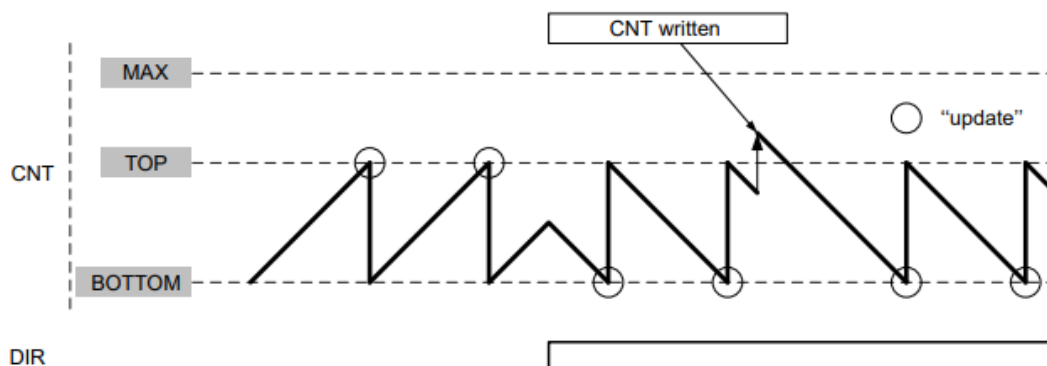 CNT written
MAX
“update”
TOP
CNT
BOTTOM
DIR